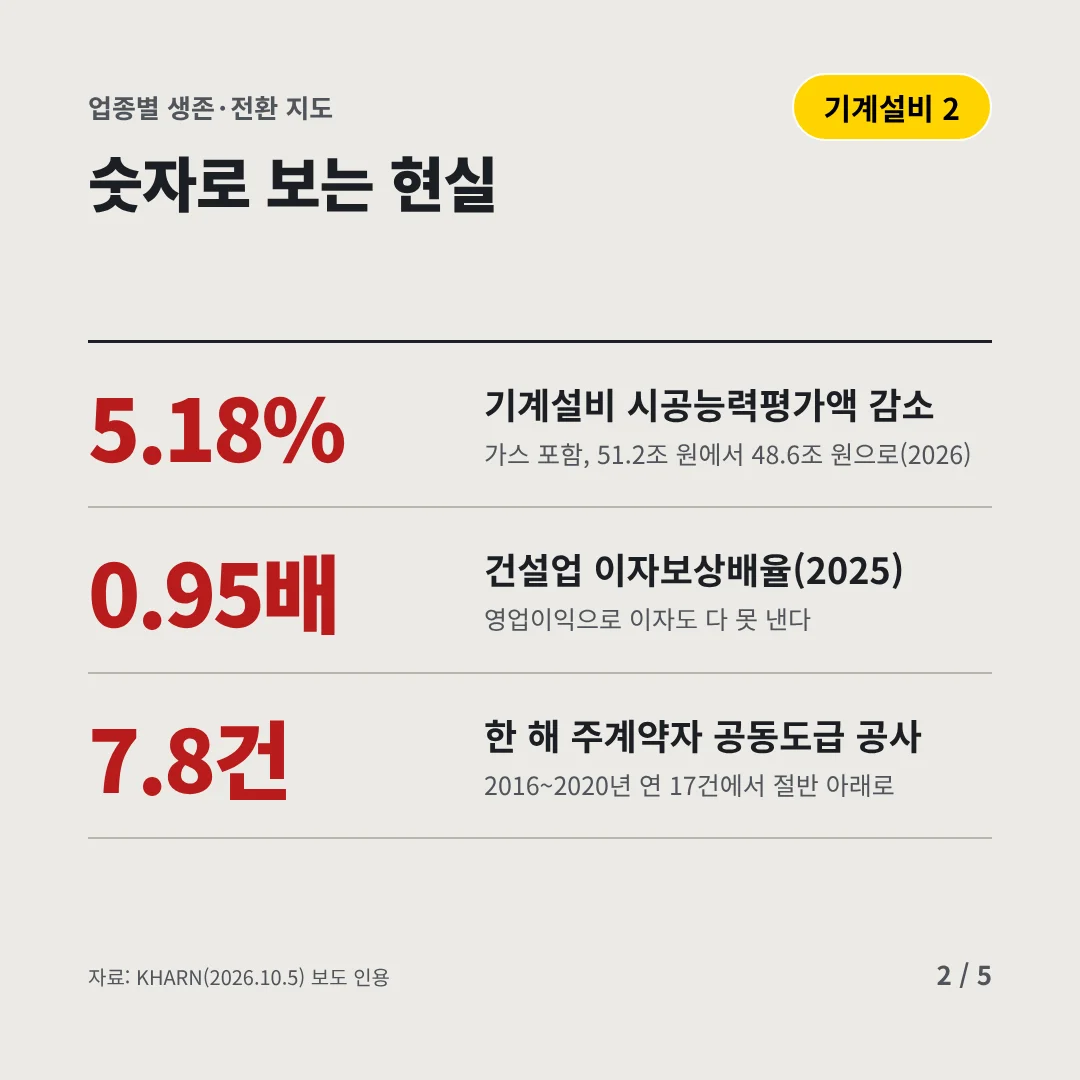 업종별 생존·전환 지도
기계설비 2
숫자로 보는 현실
5.18%
기계설비 시공능력평가액 감소
가스 포함, 51.2조 원에서 48.6조 원으로(2026)
0.95배
건설업 이자보상배율(2025)
영업이익으로 이자도 다 못 낸다
7.8건
한 해 주계약자 공동도급 공사
2016~2020년 연 17건에서 절반 아래로
자료: KHARN(2026.10.5) 보도 인용
2 / 5